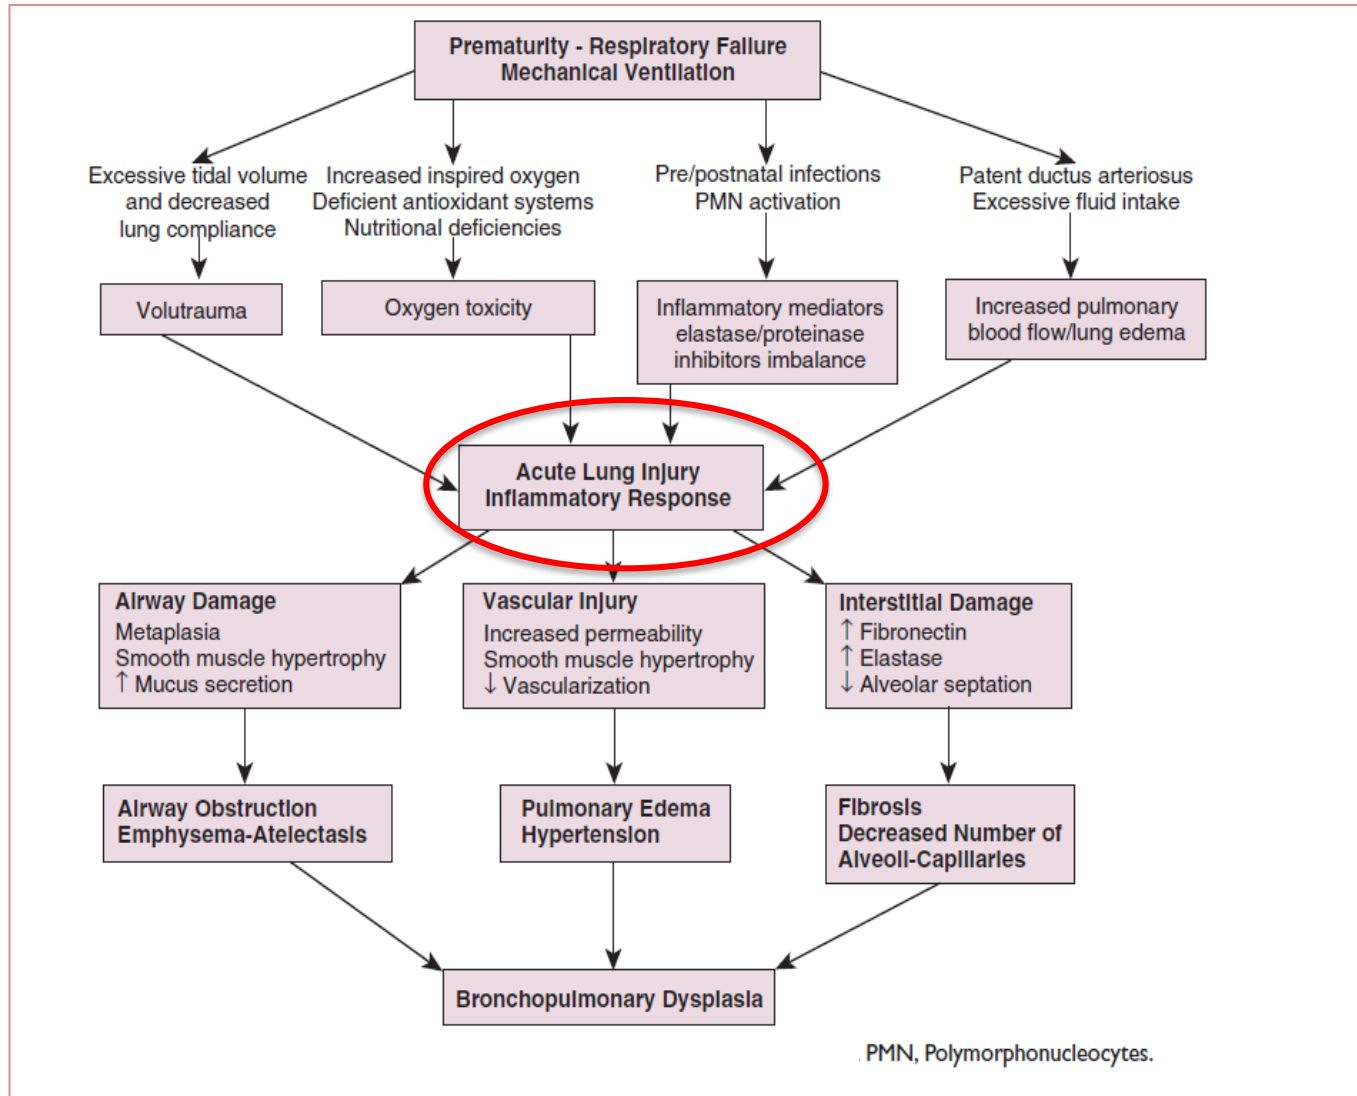 Prematurity - Respiratory Failure
Mechanical Ventilation
Excessive tidal volume
and decreased
lung compliance
Increased inspired oxygen
Deficient antioxidant systems
Nutritional deficiencies
Pre/postnatal infections
PMN activation
Patent ductus arteriosus
Excessive fluid intake
Volutrauma
Oxygen toxicity
Inflammatory mediators
elastase/proteinase
inhibitors imbalance
Increased pulmonary
blood flow/lung edema
Acute Lung Injury
Inflammatory Response
Airway Damage
Metaplasia
Smooth muscle hypertrophy
↑ Mucus secretion
Vascular Injury
Increased permeability
Smooth muscle hypertrophy
↓ Vascularization
Interstitial Damage
↑ Fibronectin
↑ Elastase
↓ Alveolar septation
Airway Obstruction
Emphysema-Atelectasis
Pulmonary Edema
Hypertension
Fibrosis
Decreased Number of
Alveoli-Capillaries
Bronchopulmonary Dysplasia
. PMN, Polymorphonucleocytes.